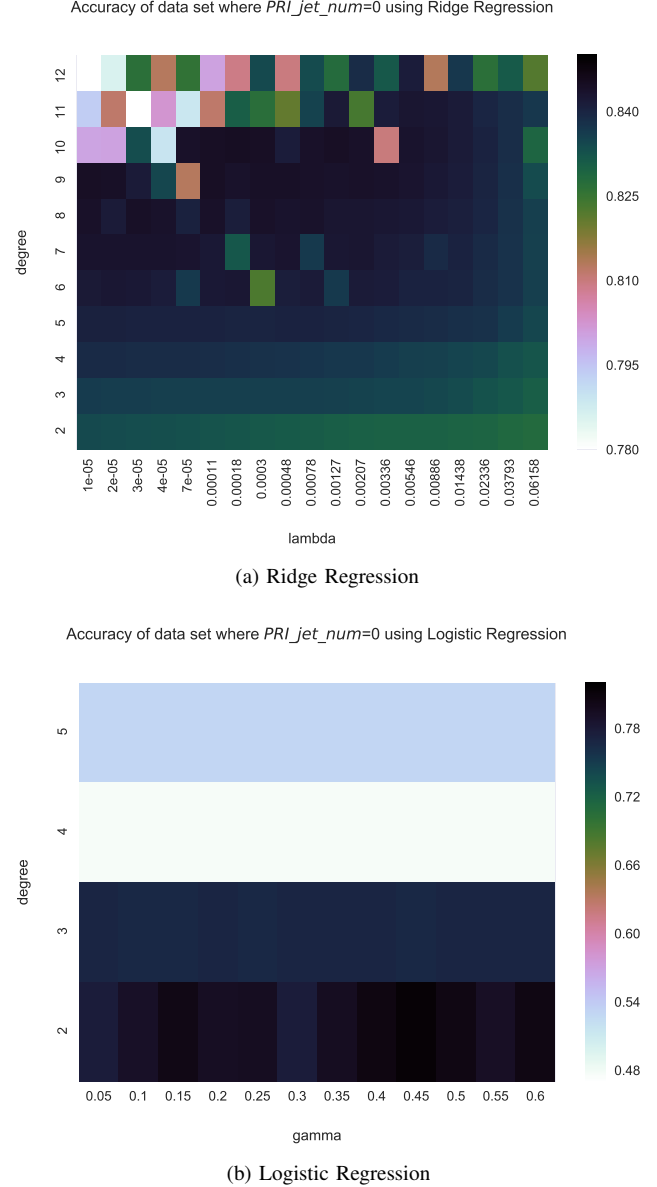 Accuracy of data set where PRI_jet_num=0 using Ridge Regression
12
11
10
9
8
7
6
5
4
3
2
degree
1e-05 2e-05 3e-05 4e-05 7e-05 0.00011 0.00018 0.0003 0.00048 0.00078 0.00127 0.00207 0.00336 0.00546 0.00886 0.01438 0.02336 0.03793 0.06158
lambda
0.840
0.825
0.810
0.795
0.780
(a) Ridge Regression
Accuracy of data set where PRI_jet_num=0 using Logistic Regression
5
4
3
2
degree
0.05 0.1 0.15 0.2 0.25 0.3 0.35 0.4 0.45 0.5 0.55 0.6
gamma
0.78
0.72
0.66
0.60
0.54
0.48
(b) Logistic Regression